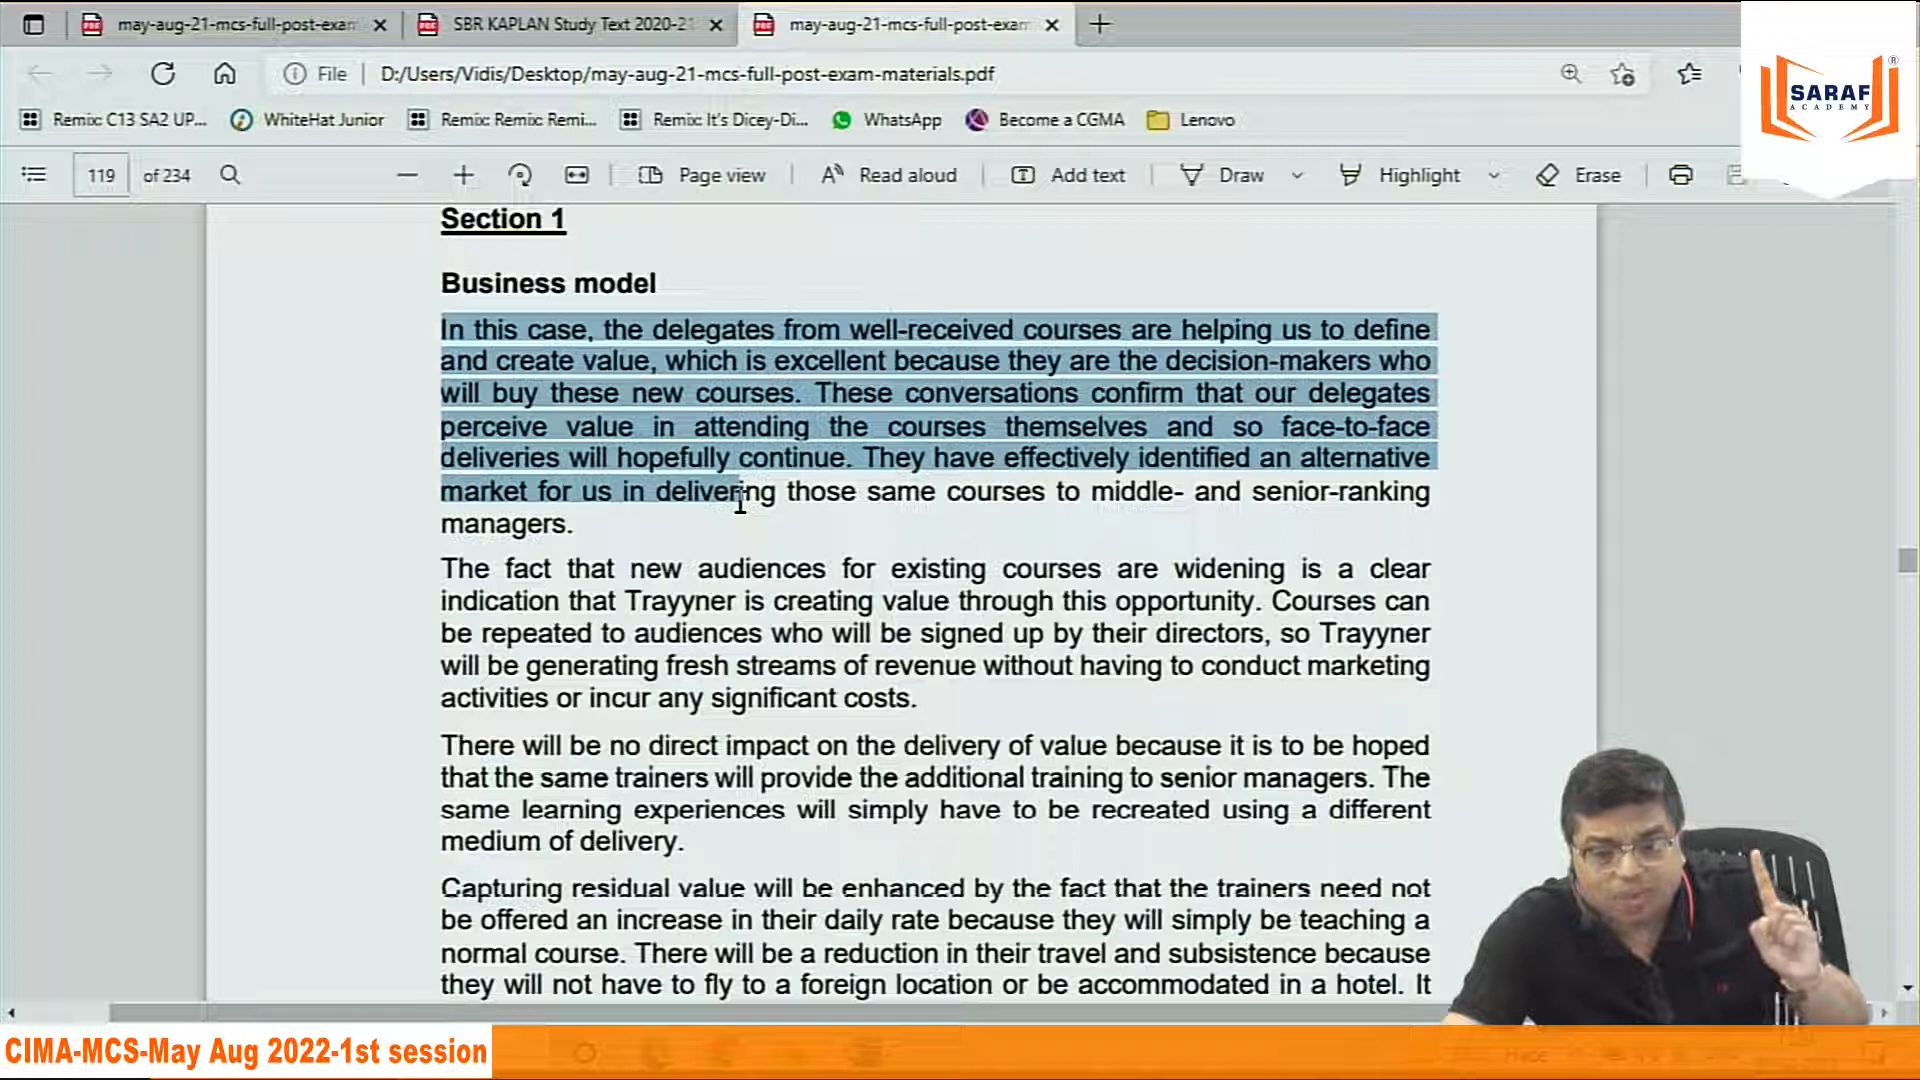 may-aug-21-mcs-full-post-exam
SBR KAPLAN Study Text 2020-21
may-aug-21-mcs-full-post-exam
File
D:/Users/Vidis/Desktop/may-aug-21-mcs-full-post-exam-materials.pdf
Remix: C13 SA2 UP...
WhiteHat Junior
Remix: Remix Remi...
Remix: It's Dicey-Di...
WhatsApp
Become a CGMA
Lenovo
119 of 234
Page view
Read aloud
Add text
Draw
Highlight
Erase
SARAF
ACADEMY
®
Section 1
Business model
In this case, the delegates from well-received courses are helping us to define
and create value, which is excellent because they are the decision-makers who
will buy these new courses. These conversations confirm that our delegates
perceive value in attending the courses themselves and so face-to-face
deliveries will hopefully continue. They have effectively identified an alternative
market for us in delivering those same courses to middle- and senior-ranking
managers.
The fact that new audiences for existing courses are widening is a clear
indication that Trayyner is creating value through this opportunity. Courses can
be repeated to audiences who will be signed up by their directors, so Trayyner
will be generating fresh streams of revenue without having to conduct marketing
activities or incur any significant costs.
There will be no direct impact on the delivery of value because it is to be hoped
that the same trainers will provide the additional training to senior managers. The
same learning experiences will simply have to be recreated using a different
medium of delivery.
Capturing residual value will be enhanced by the fact that the trainers need not
be offered an increase in their daily rate because they will simply be teaching a
normal course. There will be a reduction in their travel and subsistence because
they will not have to fly to a foreign location or be accommodated in a hotel. It
CIMA-MCS-May Aug 2022-1st session